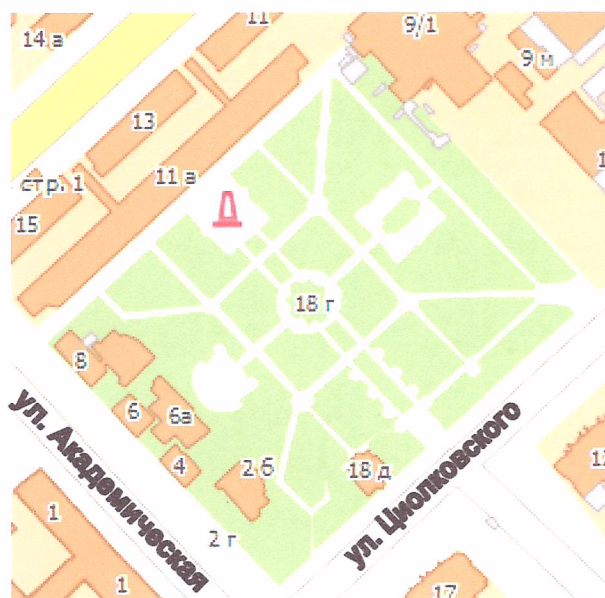 11
9/1
14 а
9 м
13
11 а
стр. 1
15
18 г
8
6
6а
4
2 б
18 д
ул. Академическая
ул. Циолковского
2 г
1
1
17